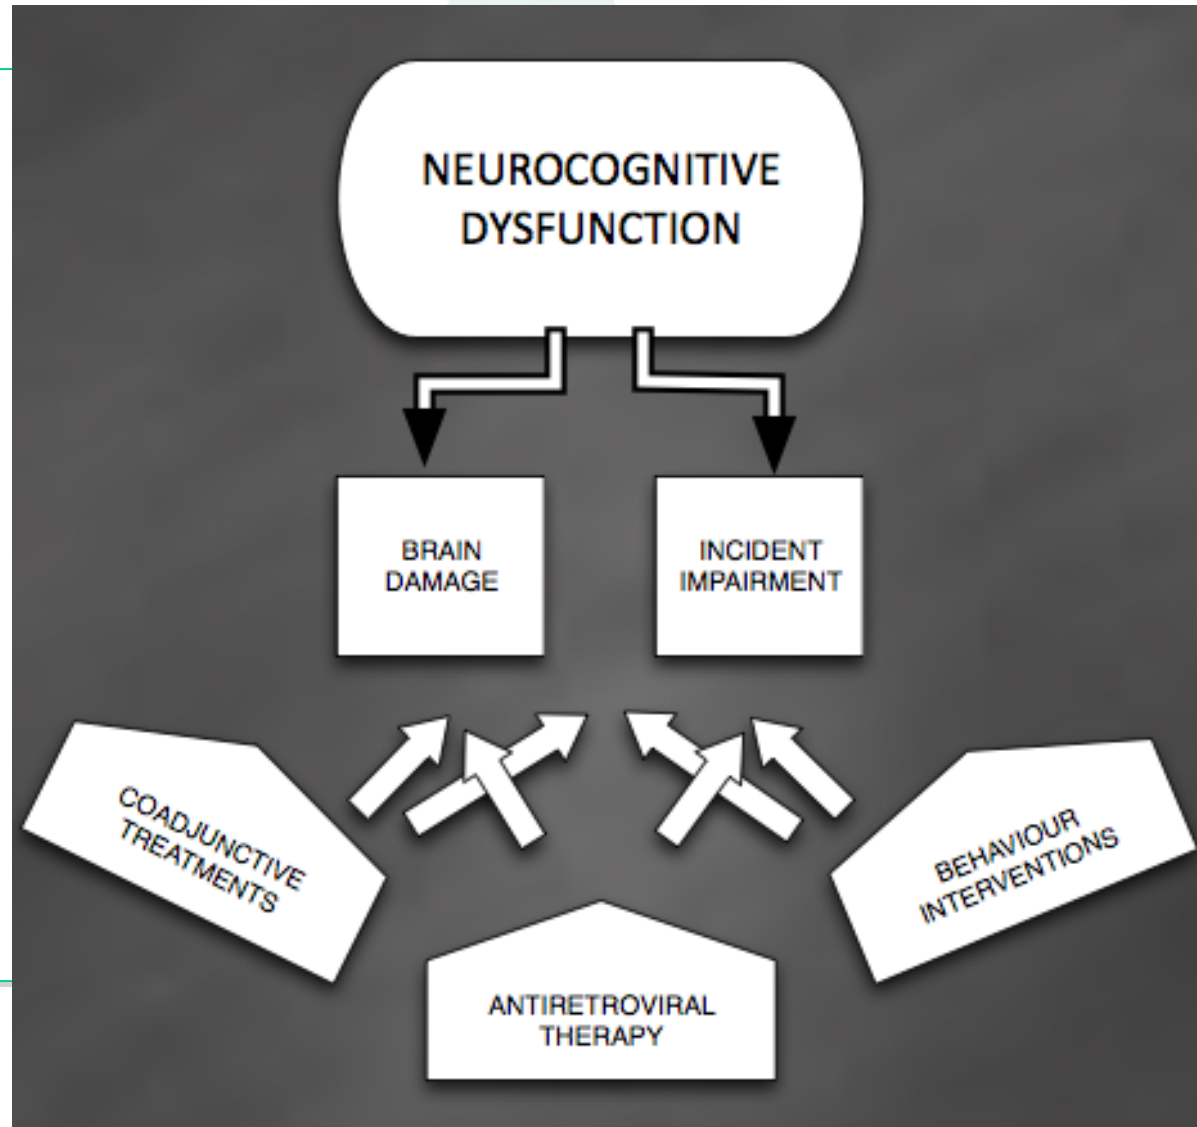 NEUROCOGNITIVE
DYSFUNCTION
BRAIN
DAMAGE
INCIDENT
IMPAIRMENT
COADJUNCTIVE
TREATMENTS
BEHAVIOUR
INTERVENTIONS
ANTIRETROVIRAL
THERAPY